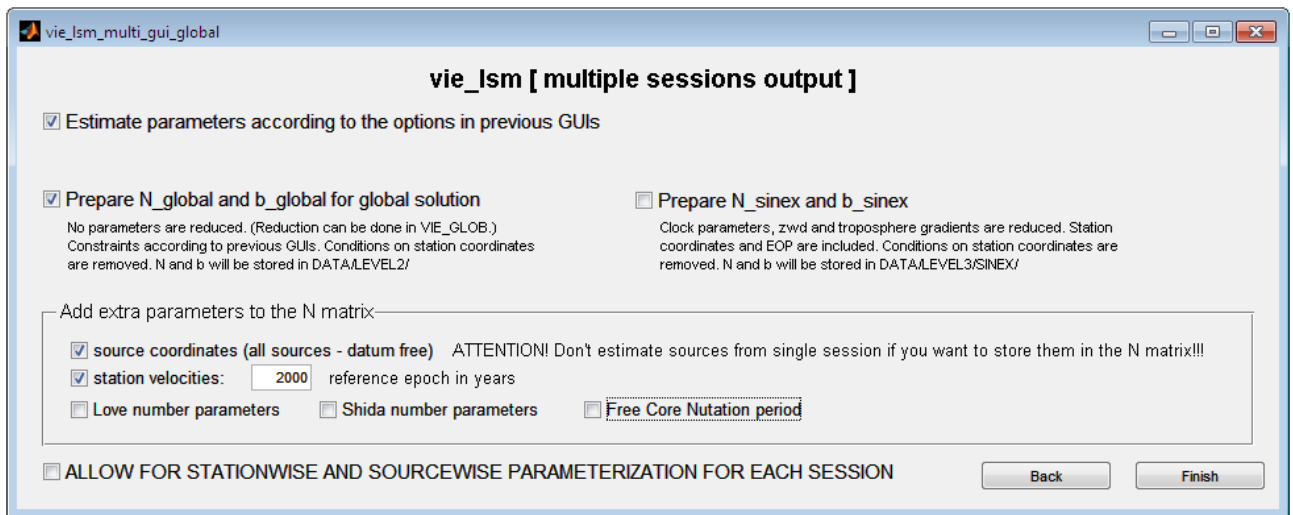 vie_lsm_multi_gui_global
vie_lsm [ multiple sessions output ]
Estimate parameters according to the options in previous GUIs
Prepare N_global and b_global for global solution
No parameters are reduced. (Reduction can be done in VIE_GLOB.)
Constraints according to previous GUIs. Conditions on station coordinates
are removed. N and b will be stored in DATA/LEVEL2/
Prepare N_sinex and b_sinex
Clock parameters, zwd and troposphere gradients are reduced. Station
coordinates and EOP are included. Conditions on station coordinates are
removed. N and b will be stored in DATA/LEVEL3/SINEX/
Add extra parameters to the N matrix
source coordinates (all sources - datum free) ATTENTION! Don't estimate sources from single session if you want to store them in the N matrix!!!
station velocities: 2000 reference epoch in years
Love number parameters Shida number parameters Free Core Nutation period
ALLOW FOR STATIONWISE AND SOURCEWISE PARAMETERIZATION FOR EACH SESSION
Back Finish